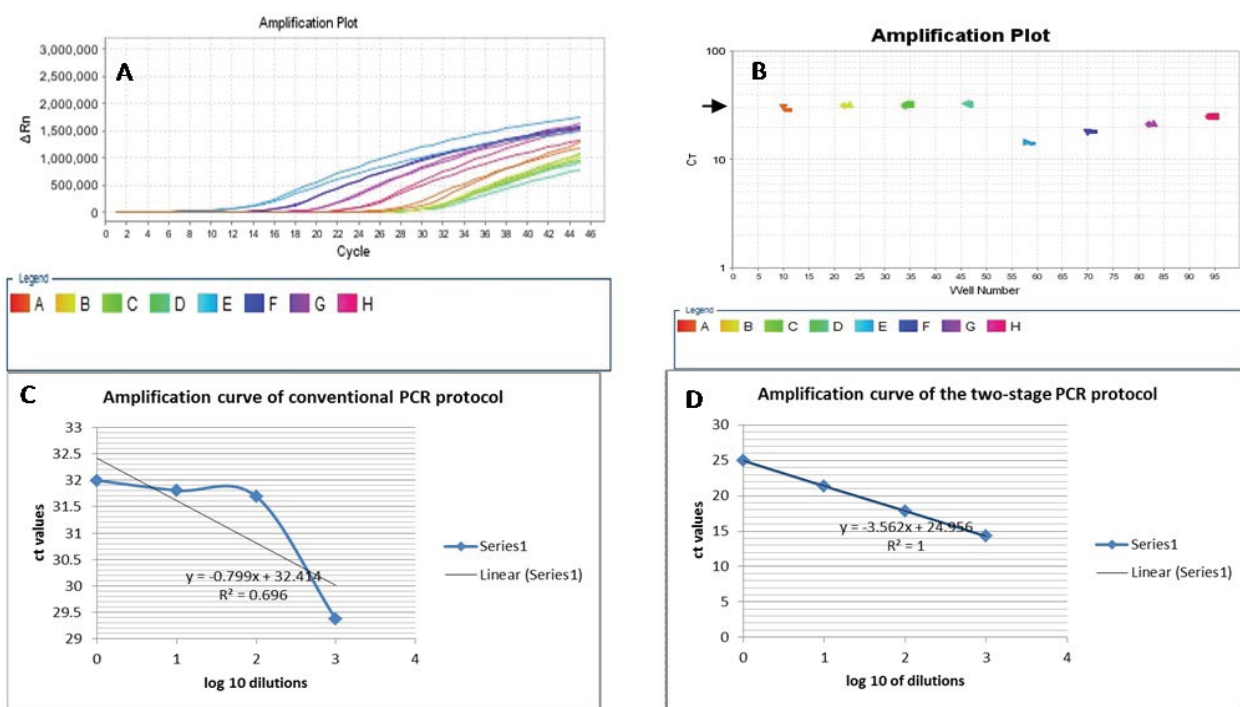 Amplification Plot
A
3,000,000
2,500,000
2,000,000
1,500,000
1,000,000
500,000
0
ΔRn
0 2 4 6 8 10 12 14 16 18 20 22 24 26 28 30 32 34 36 38 40 42 44 46
Cycle
Legend
A B C D E F G H
Amplification Plot
B
100
10
1
CT
0 5 10 15 20 25 30 35 40 45 50 55 60 65 70 75 80 85 90 95
Well Number
Legend
A B C D E F G H
C
Amplification curve of conventional PCR protocol
33
32.5
32
31.5
31
30.5
30
29.5
29
ct values
y = -0.799x + 32.414
R² = 0.696
Series1
Linear (Series1)
0 1 2 3 4
log 10 dilutions
D
Amplification curve of the two-stage PCR protocol
30
25
20
15
10
5
0
ct values
y = -3.562x + 24.956
R² = 1
Series1
Linear (Series1)
0 1 2 3 4
log 10 of dilutions